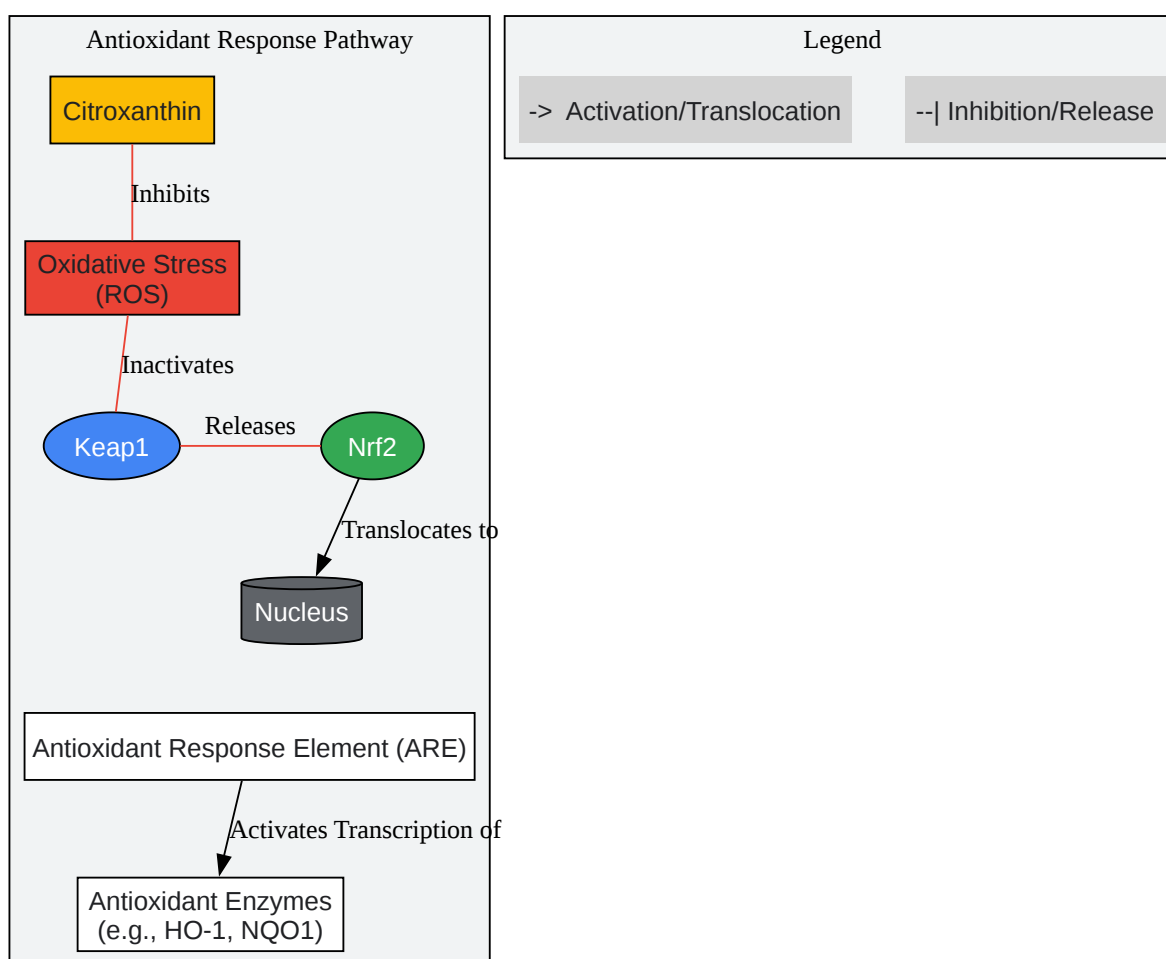 Antioxidant Response Pathway
Citroxanthin
Inhibits
Oxidative Stress
(ROS)
Inactivates
Keap1
Releases
Nrf2
Translocates to
Nucleus
Antioxidant Response Element (ARE)
Activates Transcription of
Antioxidant Enzymes
(e.g., HO-1, NQO1)
Legend
-> Activation/Translocation
--| Inhibition/Release